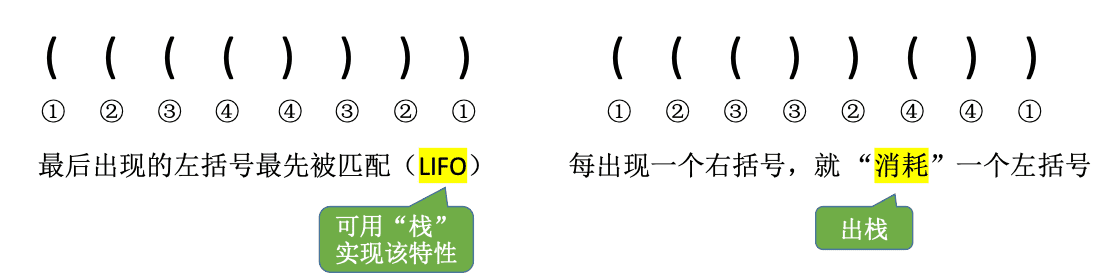 ( ( ( ( ) ) ) )
① ② ③ ④ ④ ③ ② ①
最后出现的左括号最先被匹配（LIFO）
可用“栈”
实现该特性
( ( ( ) ) ( ) )
① ② ③ ③ ② ④ ④ ①
每出现一个右括号，就“消耗”一个左括号
出栈